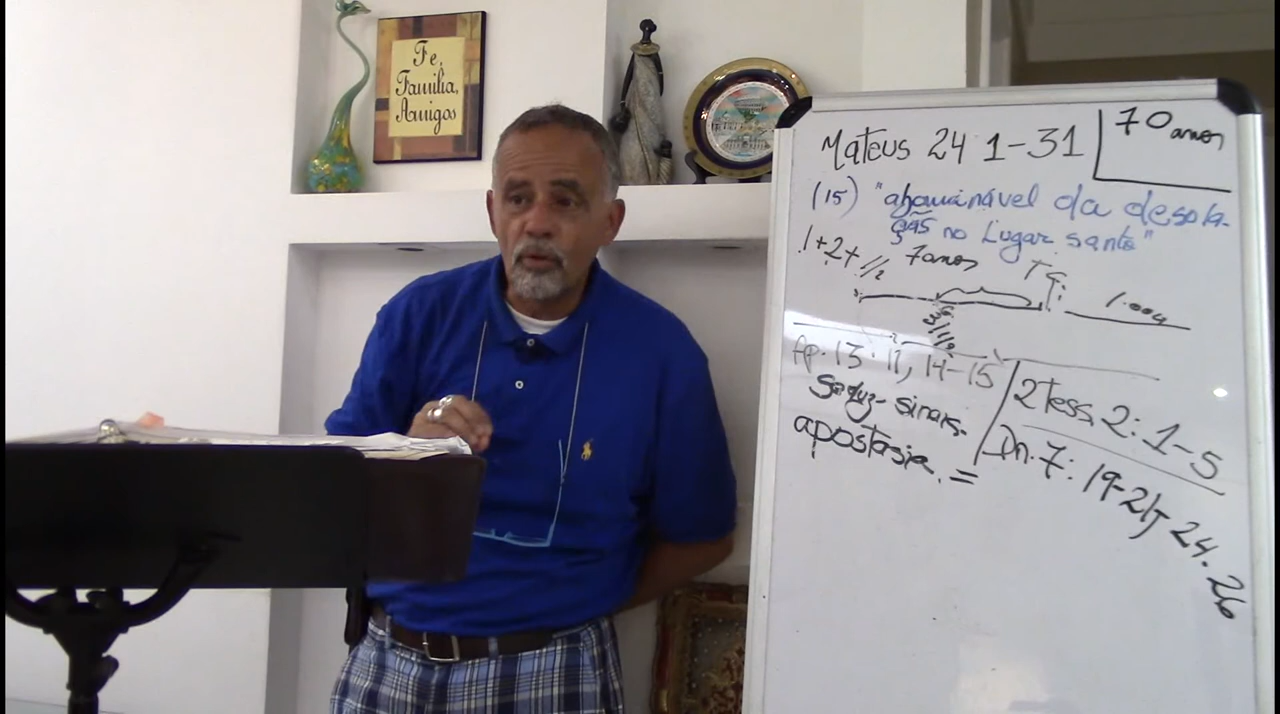 Fe,
Familia,
Amigos
Mateus 24 1-31
70 anos
(15) "abominável da desola-
ção no Lugar santo"
1+2+1/2 7 anos
Ap. 13:11, 14-15
Seduz- sinais.
apostasia. =
2 Tess. 2: 1-5
Dn. 7: 19-21, 24. 26